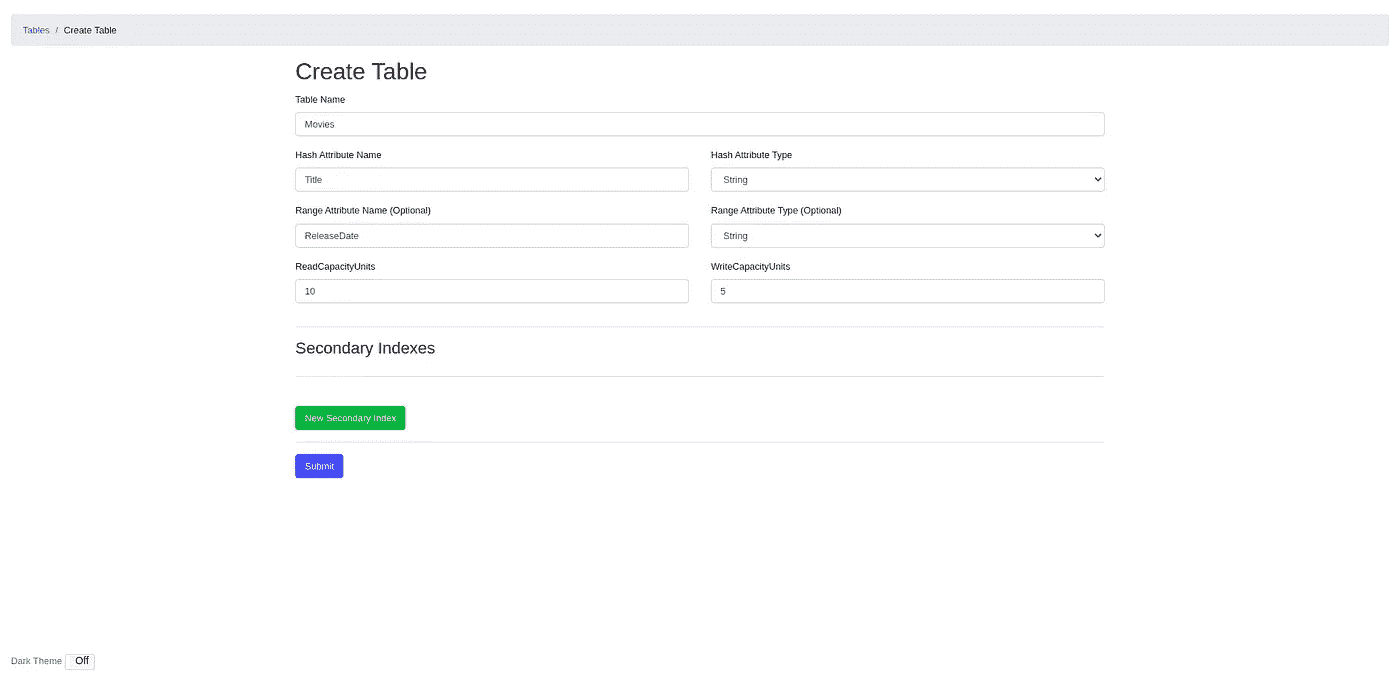 Tables / Create Table
Create Table
Table Name
Movies
Hash Attribute Name Hash Attribute Type
Title String
Range Attribute Name (Optional) Range Attribute Type (Optional)
ReleaseDate String
ReadCapacityUnits WriteCapacityUnits
10 5
Secondary Indexes
New Secondary Index
Submit
Dark Theme Off